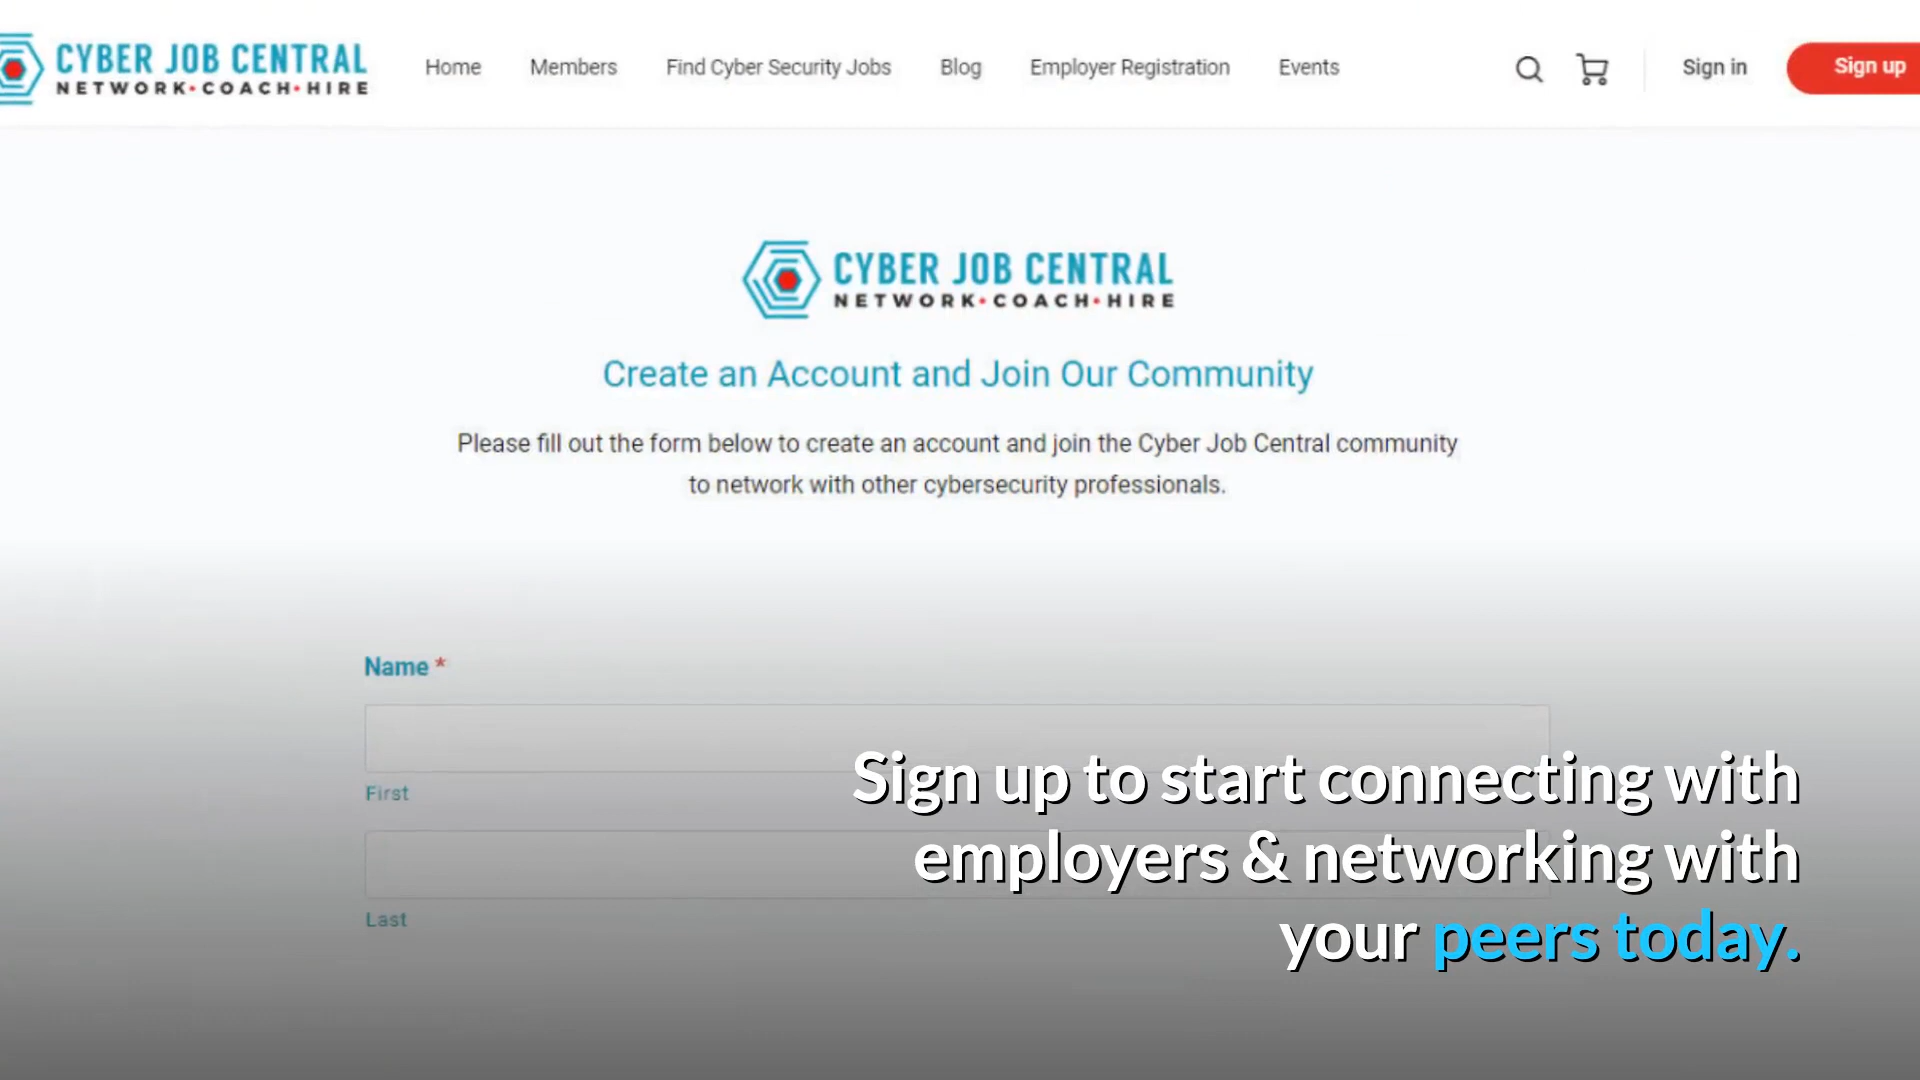 CYBER JOB CENTRAL
NETWORK•COACH•HIRE
Home Members Find Cyber Security Jobs Blog Employer Registration Events Sign in Sign up
CYBER JOB CENTRAL
NETWORK•COACH•HIRE
Create an Account and Join Our Community
Please fill out the form below to create an account and join the Cyber Job Central community
to network with other cybersecurity professionals.
Name *
First
Last
Sign up to start connecting with
employers & networking with
your peers today.